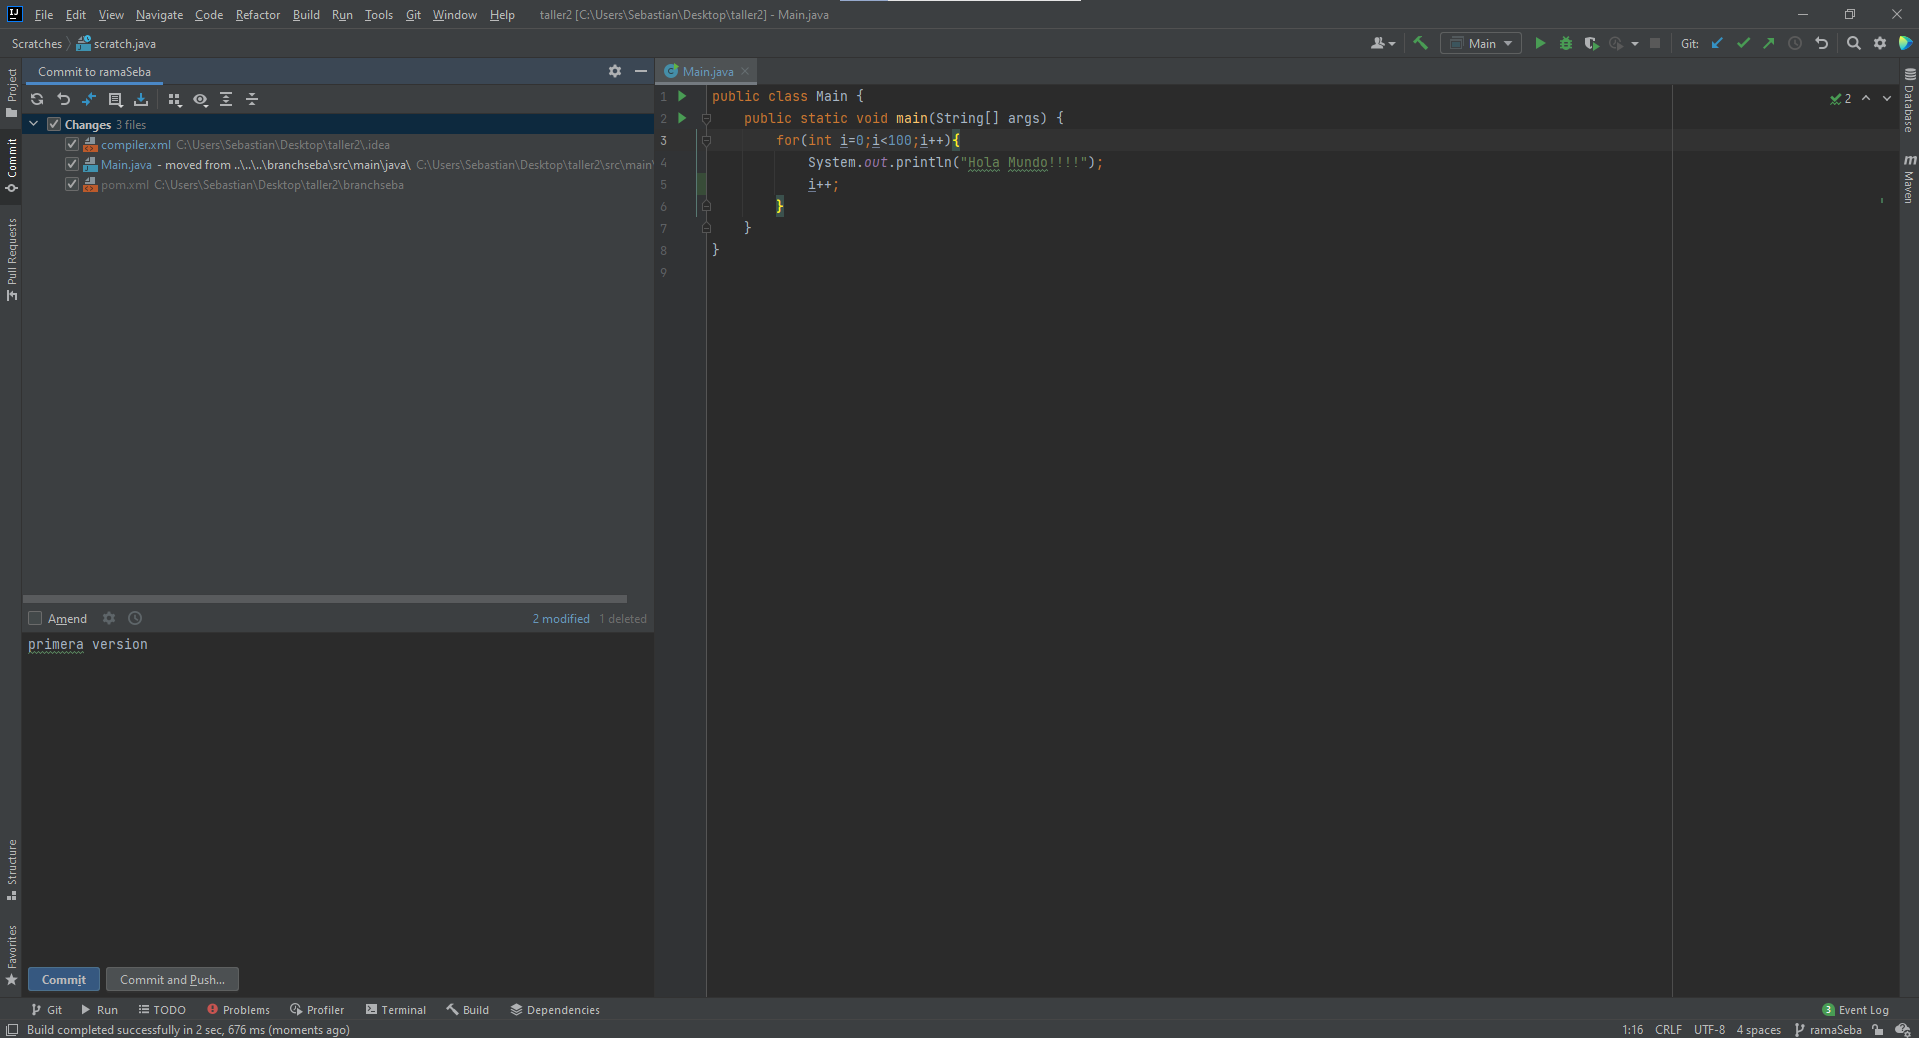 File Edit View Navigate Code Refactor Build Run Tools Git Window Help taller2 [C:\Users\Sebastian\Desktop\taller2] - Main.java
Scratches scratch.java Main Git:
Commit to ramaSeba
Main.java
Project
Commit
Pull Requests
Structure
Favorites
Changes 3 files
compiler.xml C:\Users\Sebastian\Desktop\taller2\.idea
Main.java - moved from ..\..\..\branchseba\src\main\java\ C:\Users\Sebastian\Desktop\taller2\src\main\
pom.xml C:\Users\Sebastian\Desktop\taller2\branchseba
Amend 2 modified 1 deleted
primera version
Commit Commit and Push...
1 public class Main {
2 public static void main(String[] args) {
3 for(int i=0;i<100;i++){
4 System.out.println("Hola Mundo!!!!");
5 i++;
6 }
7 }
8 }
9
2
Database
m Maven
Git Run TODO Problems Profiler Terminal Build Dependencies 3 Event Log
Build completed successfully in 2 sec, 676 ms (moments ago) 1:16 CRLF UTF-8 4 spaces ramaSeba